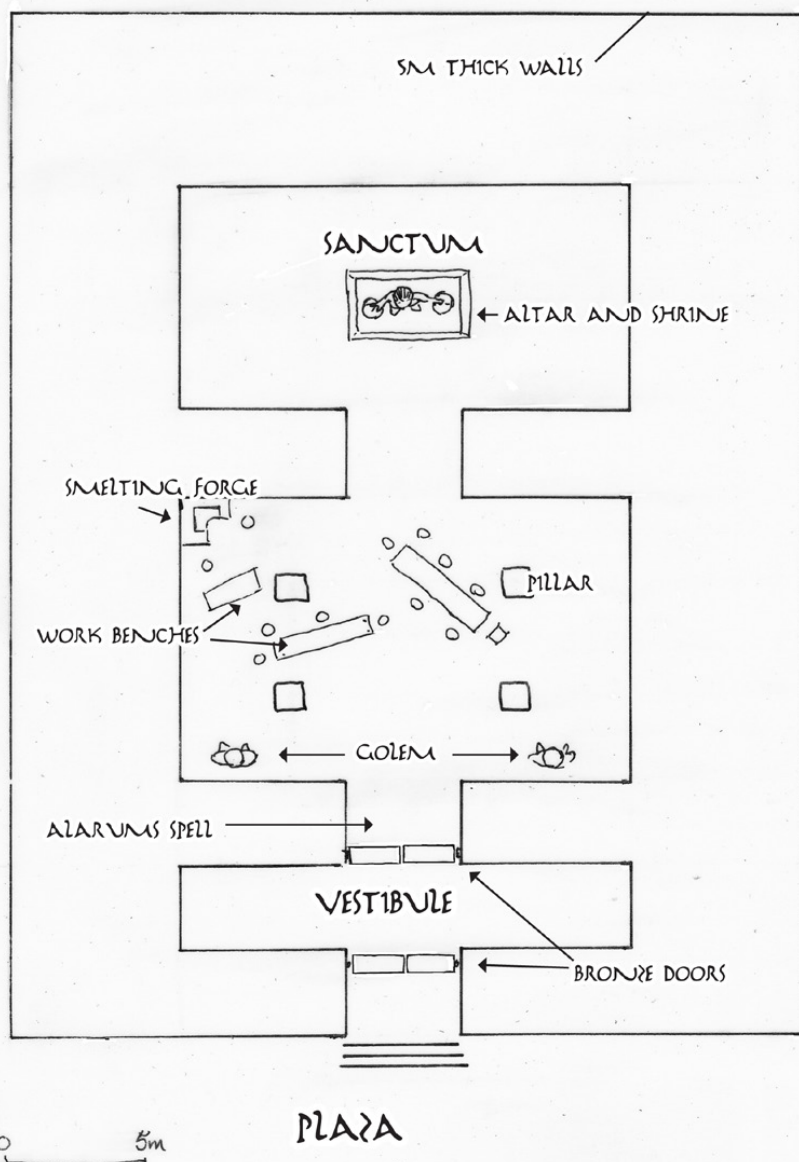 5M THICK WALLS
SANCTUM
ALTAR AND SHRINE
SMELTING FORGE
PILLAR
WORK BENCHES
GOLEM
ALARUMS SPELL
VESTIBULE
BRONZE DOORS
PLAZA
0 5m